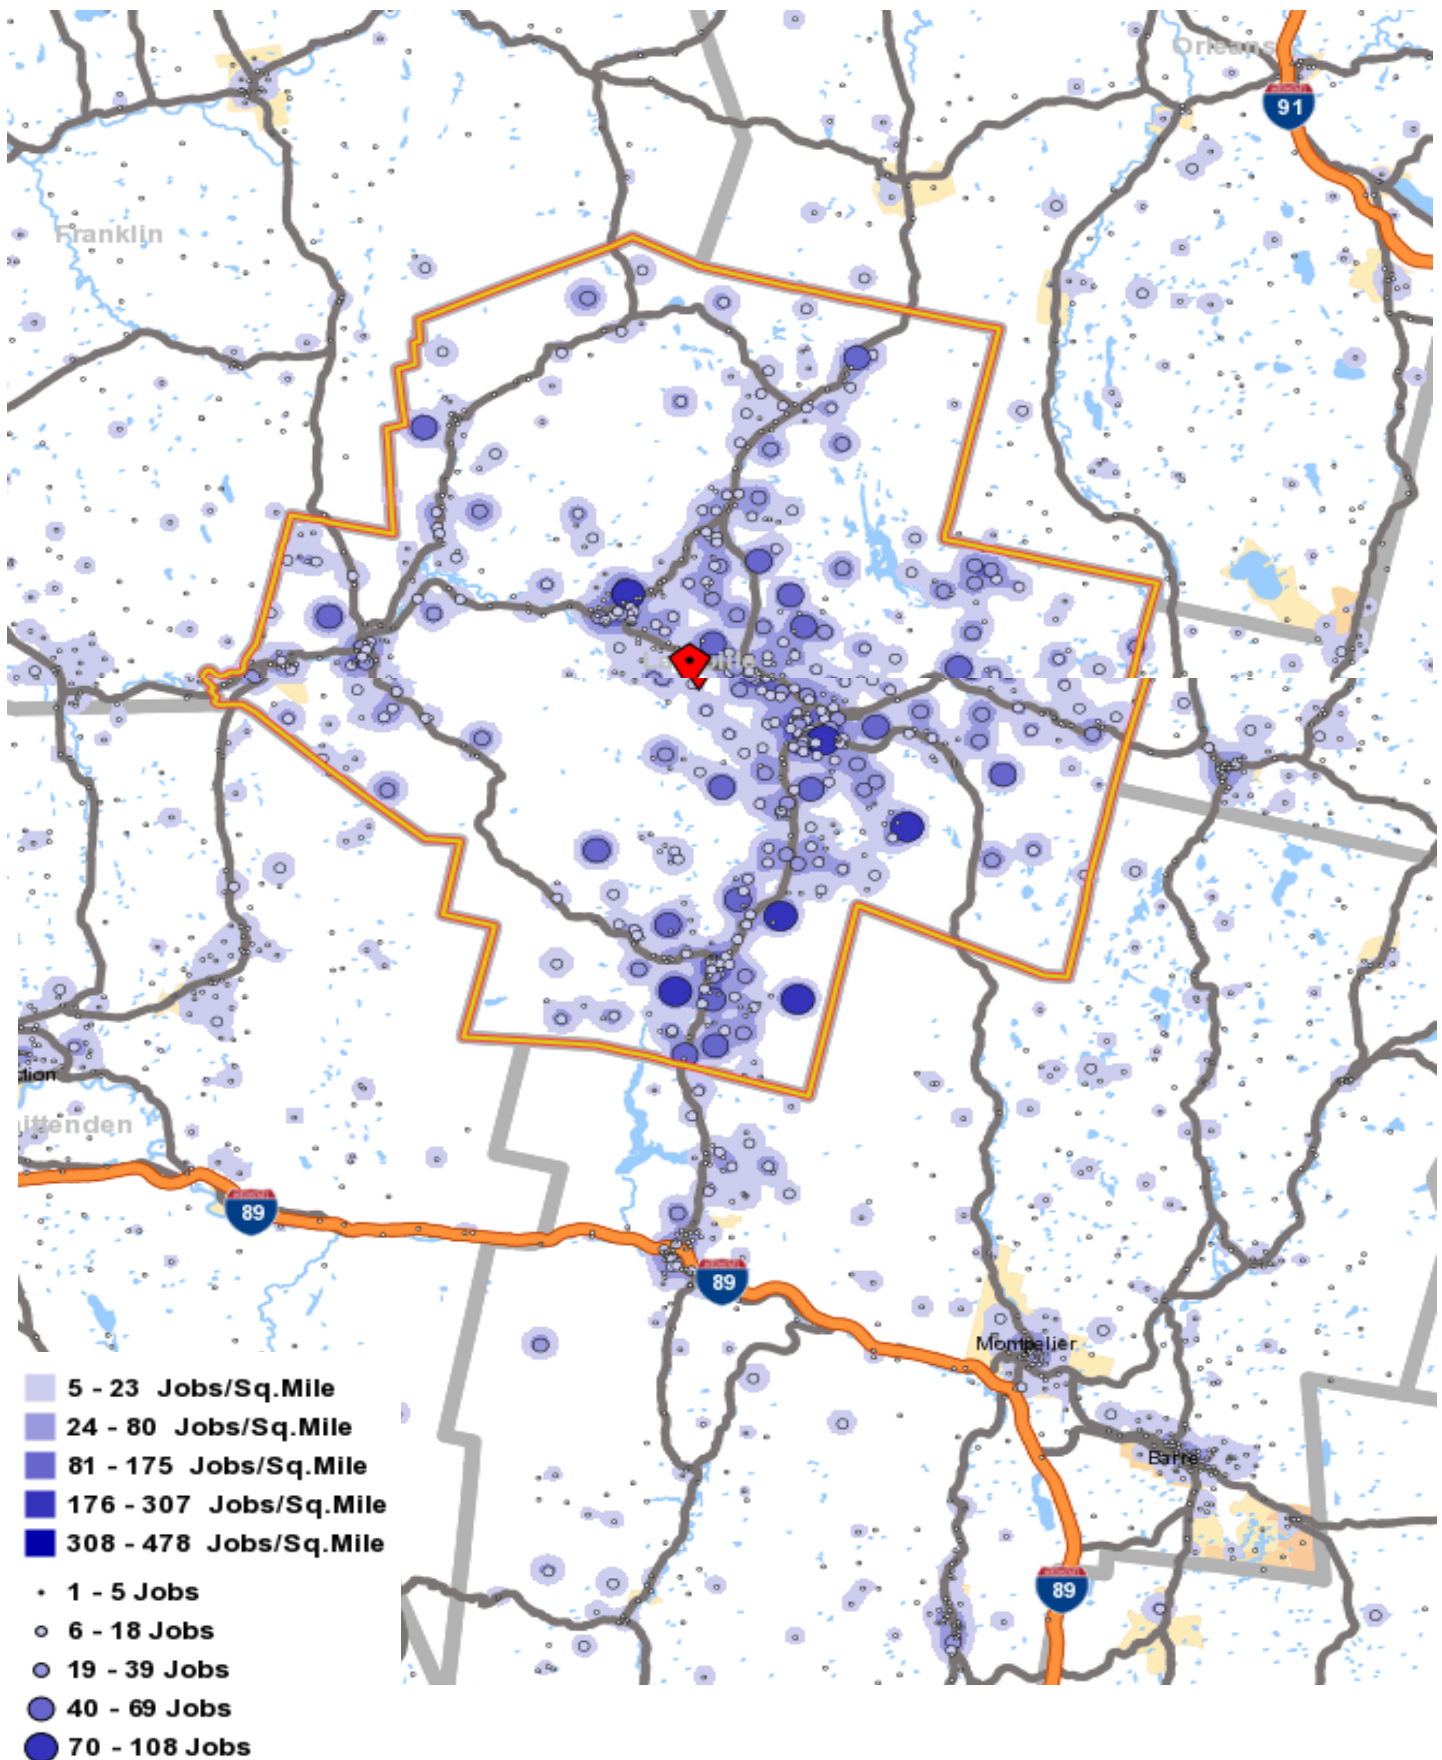 Orleans
91
Franklin
stion
ittenden
89
89
Montpelier
Barre
89
5 - 23 Jobs/Sq.Mile
24 - 80 Jobs/Sq.Mile
81 - 175 Jobs/Sq.Mile
176 - 307 Jobs/Sq.Mile
308 - 478 Jobs/Sq.Mile
1 - 5 Jobs
6 - 18 Jobs
19 - 39 Jobs
40 - 69 Jobs
70 - 108 Jobs